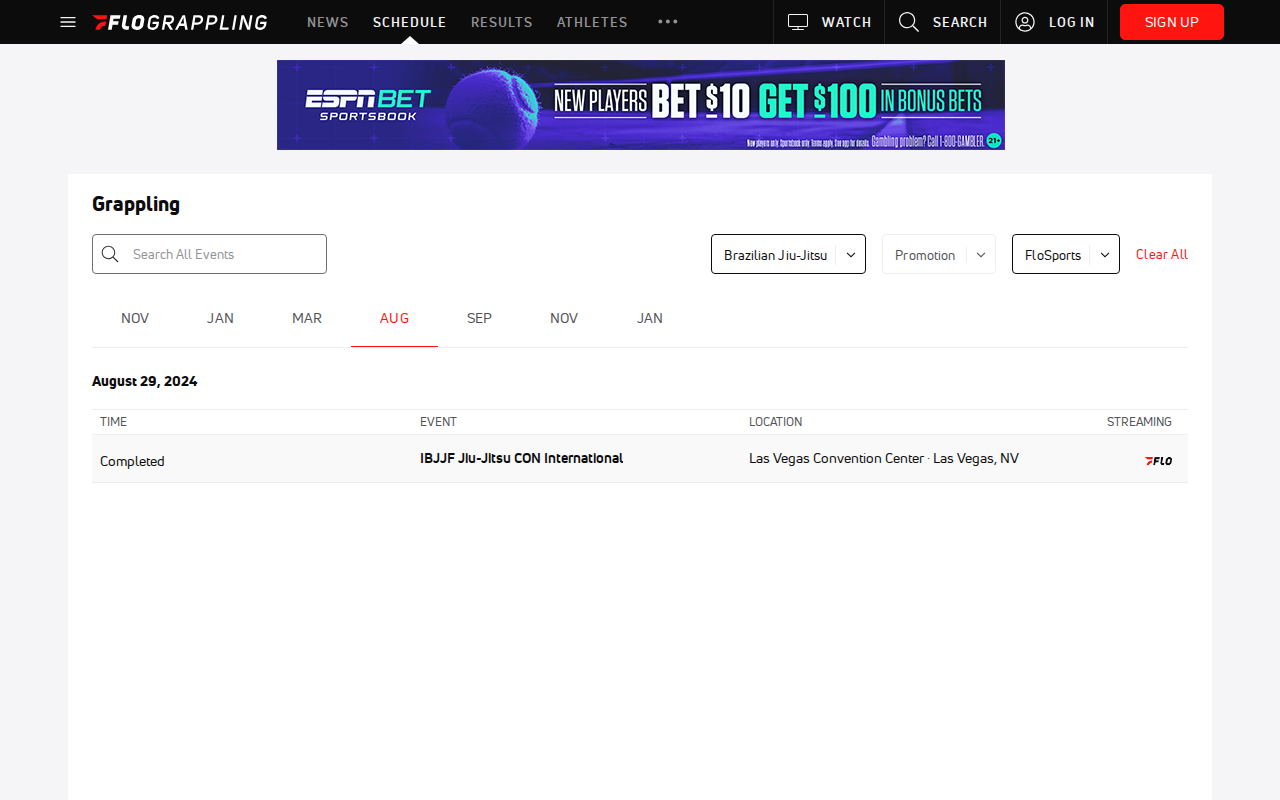 FLOGRAPPLING NEWS SCHEDULE RESULTS ATHLETES ••• WATCH SEARCH LOG IN SIGN UP
ESPN BET SPORTSBOOK NEW PLAYERS BET $10 GET $100 IN BONUS BETS
New players only. Sportsbook only. Terms apply. See app for details. Gambling problem? Call 1-800-GAMBLER. 21+
Grappling
Search All Events Brazilian Jiu-Jitsu Promotion FloSports Clear All
NOV JAN MAR AUG SEP NOV JAN
August 29, 2024
TIME EVENT LOCATION STREAMING
Completed IBJJF Jiu-Jitsu CON International Las Vegas Convention Center · Las Vegas, NV FLO